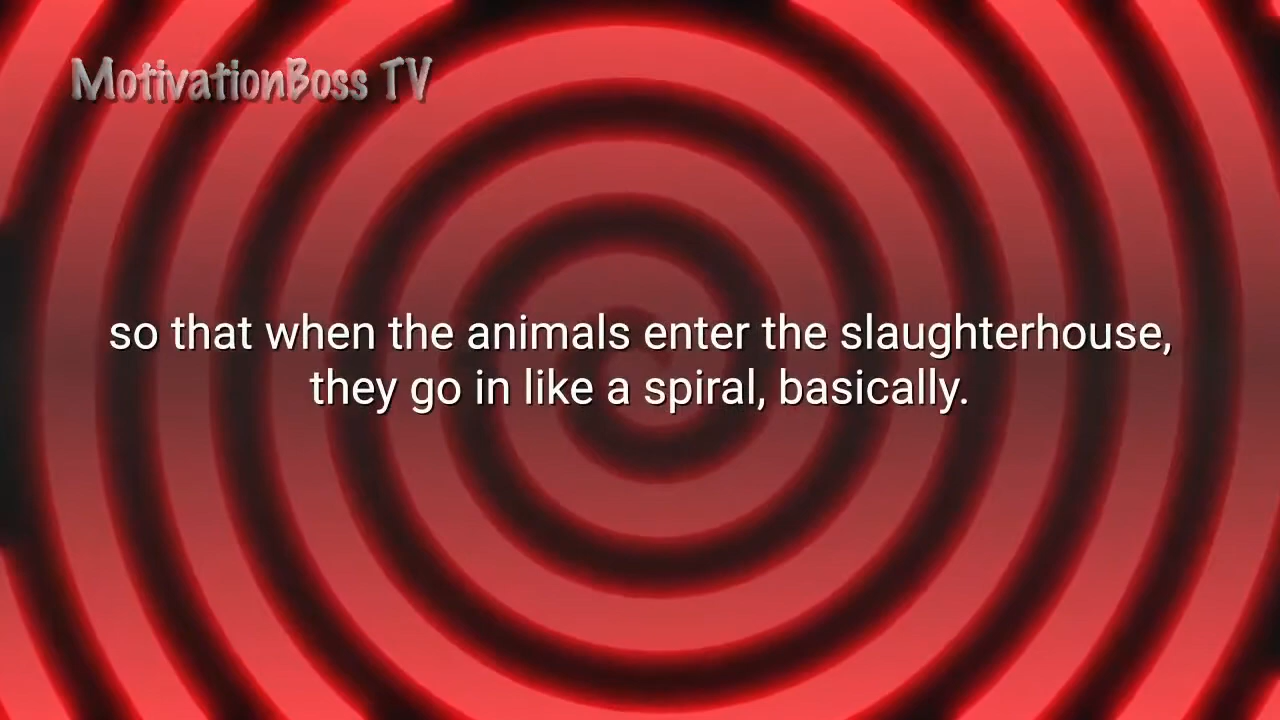 MotivationBoss TV
so that when the animals enter the slaughterhouse,
they go in like a spiral, basically.